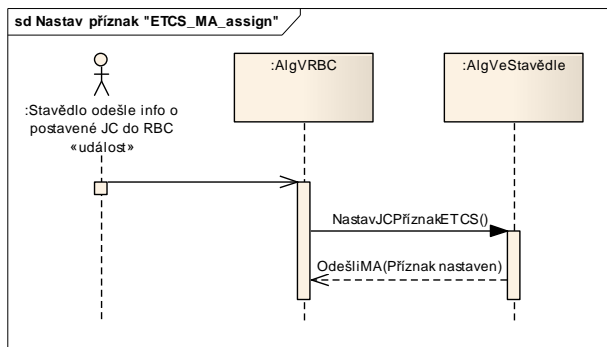 sd Nastav příznak "ETCS_MA_assign"
:Stavědlo odešle info o
postavené JC do RBC
«událost»
:AlgVRBC
:AlgVeStavědle
NastavJCPříznakETCS()
OdešliMA(Příznak nastaven)